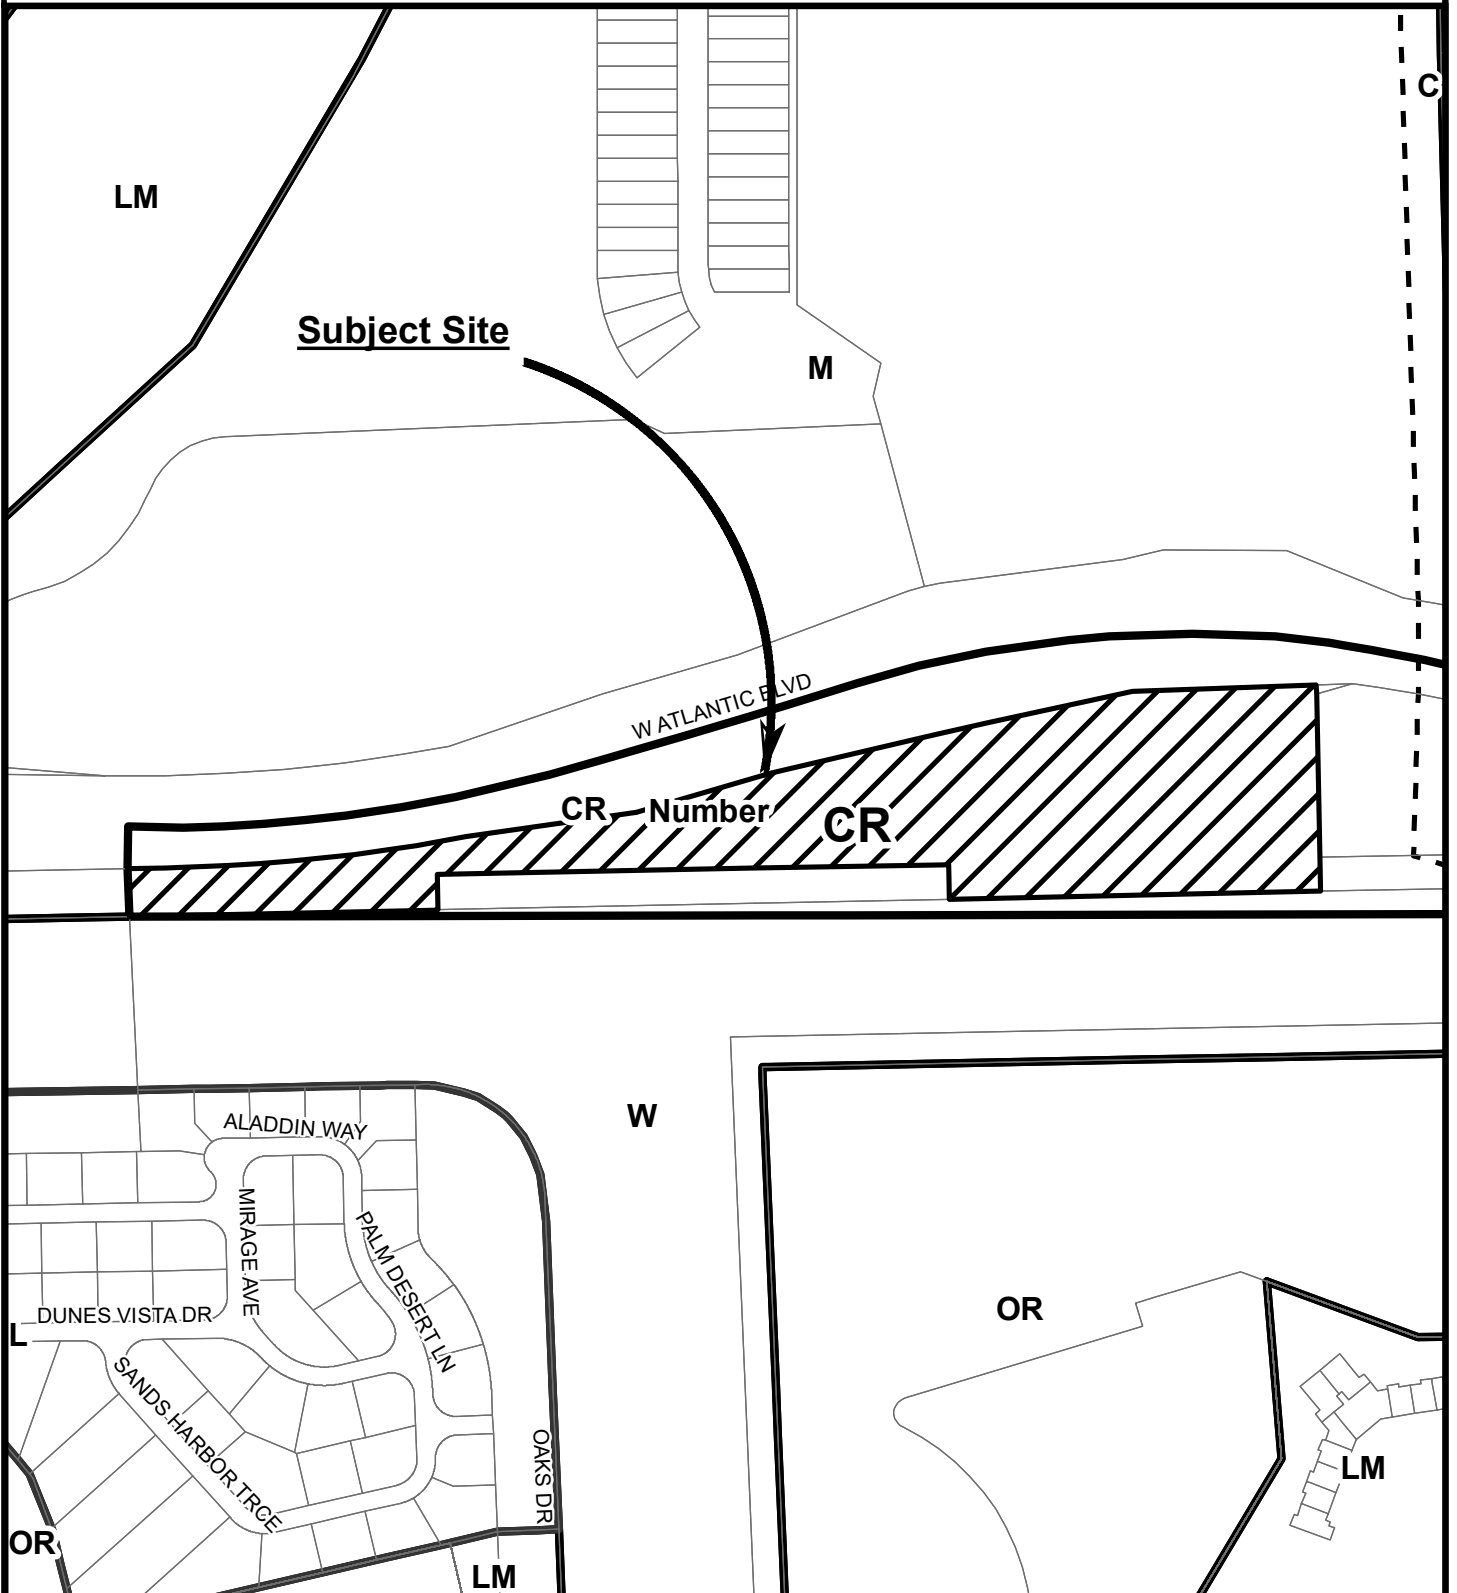 C
LM
Subject Site
M
W ATLANTIC BLVD
CR Number
CR
W
ALADDIN WAY
MIRAGE AVE
PALM DESERT LN
OR
DUNES VISTA DR
L
SANDS HARBOR TRCE
OAKS DR
LM
OR
LM